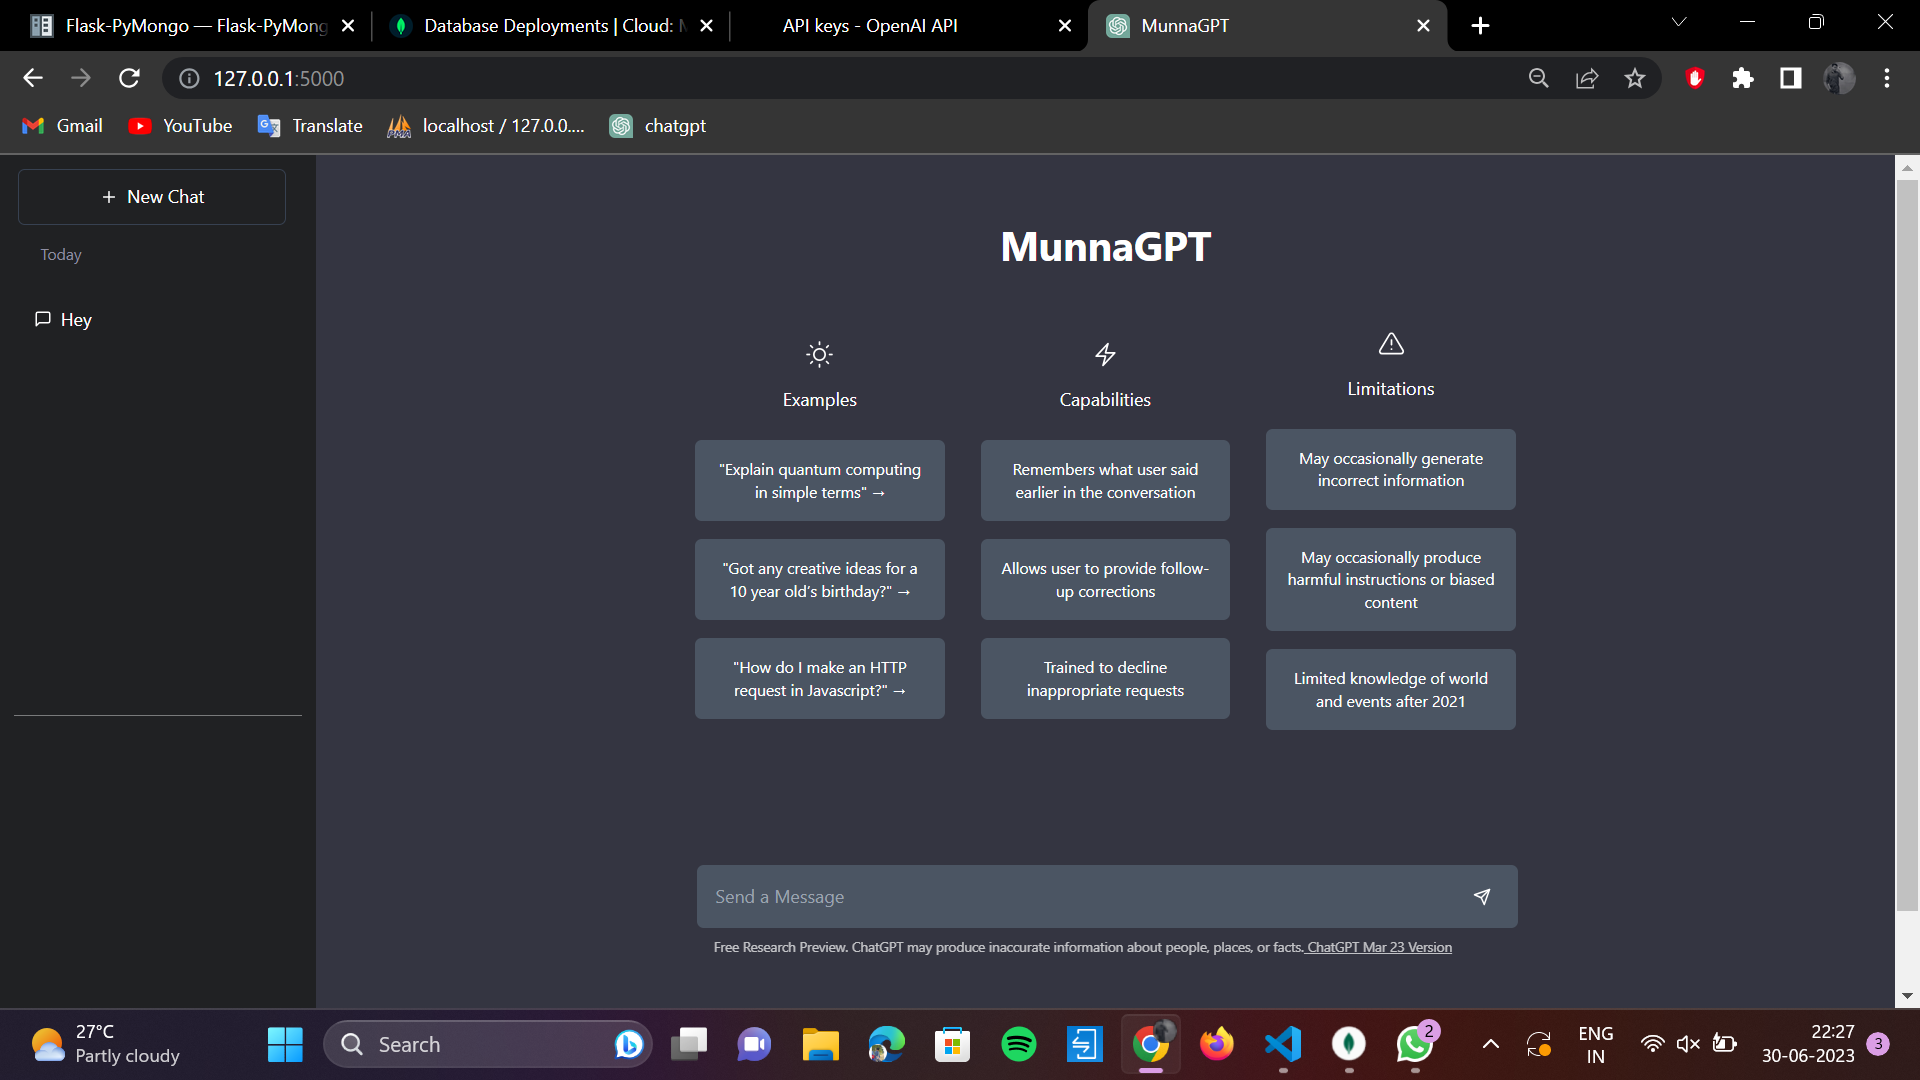 Flask-PyMongo — Flask-PyMong
Database Deployments | Cloud: M
API keys - OpenAI API
MunnaGPT
127.0.0.1:5000
Gmail
YouTube
Translate
localhost / 127.0.0....
chatgpt
+ New Chat
Today
Hey
MunnaGPT
Examples
"Explain quantum computing
in simple terms" →
"Got any creative ideas for a
10 year old's birthday?" →
"How do I make an HTTP
request in Javascript?" →
Capabilities
Remembers what user said
earlier in the conversation
Allows user to provide follow-
up corrections
Trained to decline
inappropriate requests
Limitations
May occasionally generate
incorrect information
May occasionally produce
harmful instructions or biased
content
Limited knowledge of world
and events after 2021
Send a Message
Free Research Preview. ChatGPT may produce inaccurate information about people, places, or facts. ChatGPT Mar 23 Version
27°C
Partly cloudy
Search
2
ENG
IN
22:27
30-06-2023
3